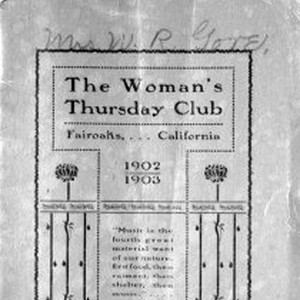 Mrs W. R. Gore.
The Woman's
Thursday Club
Fairoaks, . . . California
1902
1903
"Music is the
fourth great
material want
of our nature,
first food, then
raiment, then
shelter, then
music. . . . .